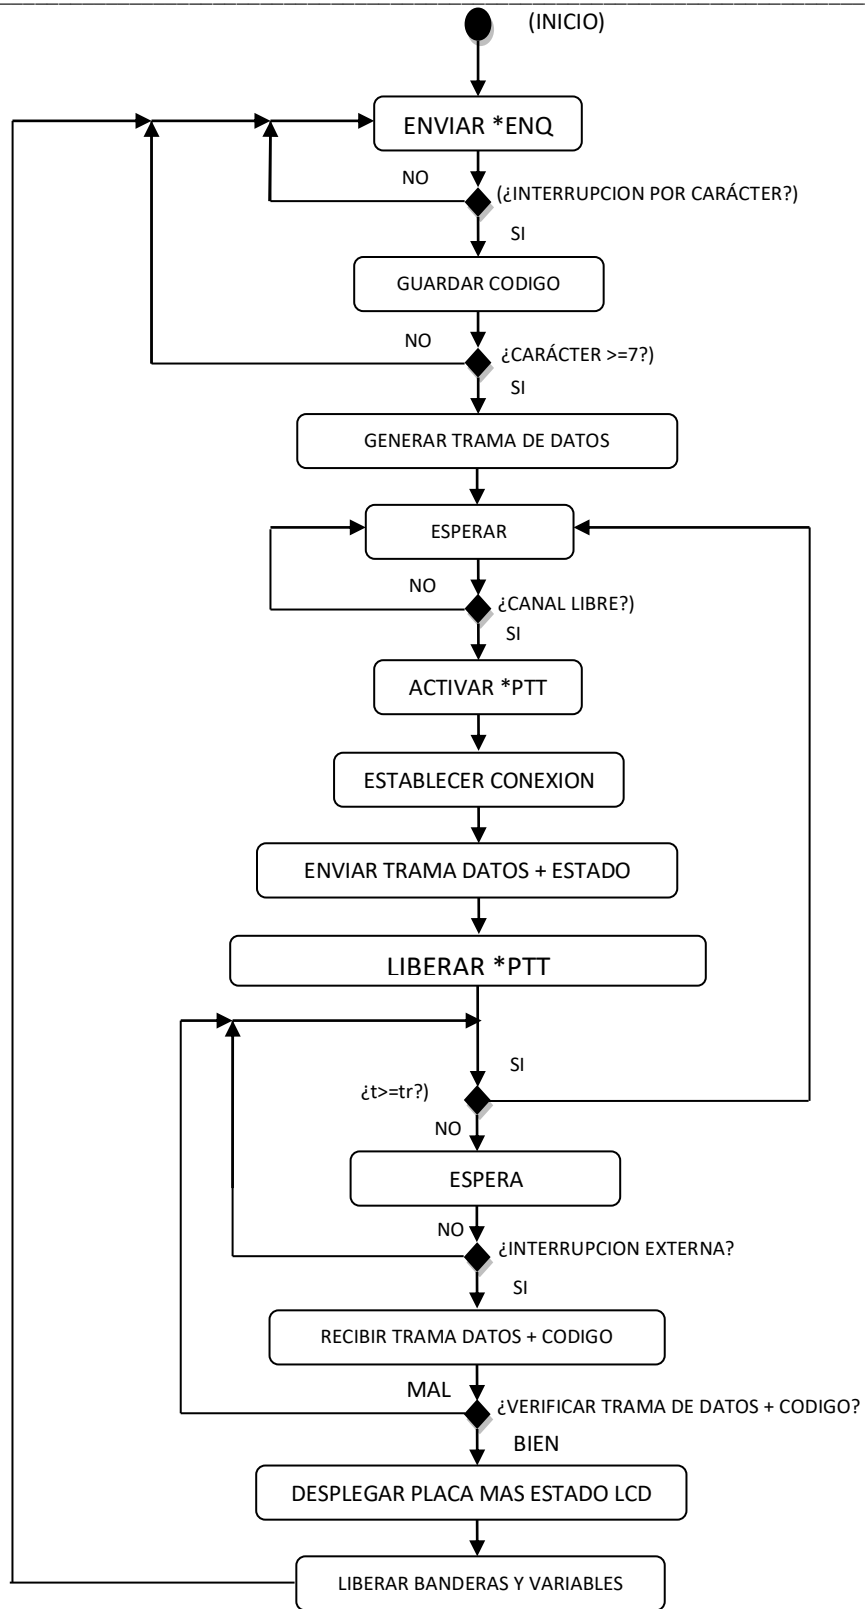 (INICIO)
ENVIAR *ENQ
NO
(¿INTERRUPCION POR CARÁCTER?)
SI
GUARDAR CODIGO
NO
¿CARÁCTER >=7?)
SI
GENERAR TRAMA DE DATOS
ESPERAR
NO
¿CANAL LIBRE?)
SI
ACTIVAR *PTT
ESTABLECER CONEXION
ENVIAR TRAMA DATOS + ESTADO
LIBERAR *PTT
SI
¿t>=tr?)
NO
ESPERA
NO
¿INTERRUPCION EXTERNA?
SI
RECIBIR TRAMA DATOS + CODIGO
MAL
¿VERIFICAR TRAMA DE DATOS + CODIGO?
BIEN
DESPLEGAR PLACA MAS ESTADO LCD
LIBERAR BANDERAS Y VARIABLES